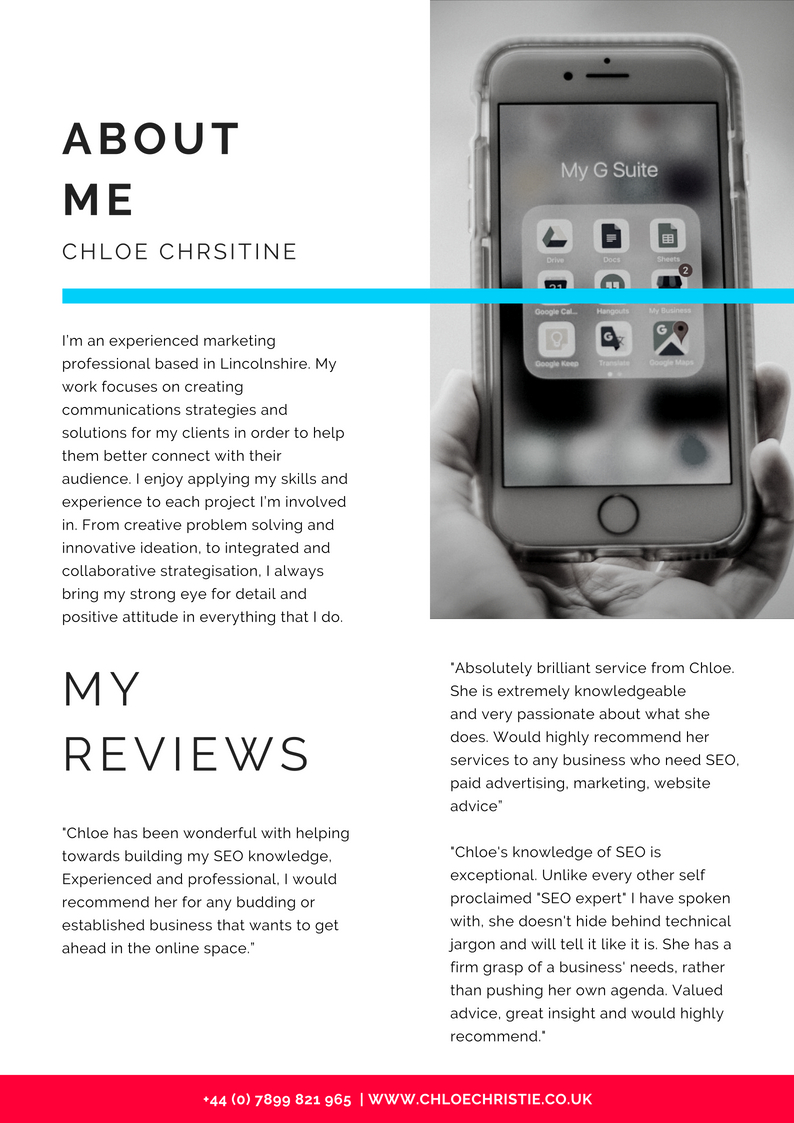 ABOUT
ME
CHLOE CHRSITINE
My G Suite
Drive Docs Sheets
2
Google Cal... Hangouts My Business
Google Keep Translate Google Maps
I'm an experienced marketing
professional based in Lincolnshire. My
work focuses on creating
communications strategies and
solutions for my clients in order to help
them better connect with their
audience. I enjoy applying my skills and
experience to each project I'm involved
in. From creative problem solving and
innovative ideation, to integrated and
collaborative strategisation, I always
bring my strong eye for detail and
positive attitude in everything that I do.
MY
REVIEWS
"Chloe has been wonderful with helping
towards building my SEO knowledge,
Experienced and professional, I would
recommend her for any budding or
established business that wants to get
ahead in the online space."
"Absolutely brilliant service from Chloe.
She is extremely knowledgeable
and very passionate about what she
does. Would highly recommend her
services to any business who need SEO,
paid advertising, marketing, website
advice"
"Chloe's knowledge of SEO is
exceptional. Unlike every other self
proclaimed "SEO expert" I have spoken
with, she doesn't hide behind technical
jargon and will tell it like it is. She has a
firm grasp of a business' needs, rather
than pushing her own agenda. Valued
advice, great insight and would highly
recommend."
+44 (0) 7899 821 965 | WWW.CHLOECHRISTIE.CO.UK